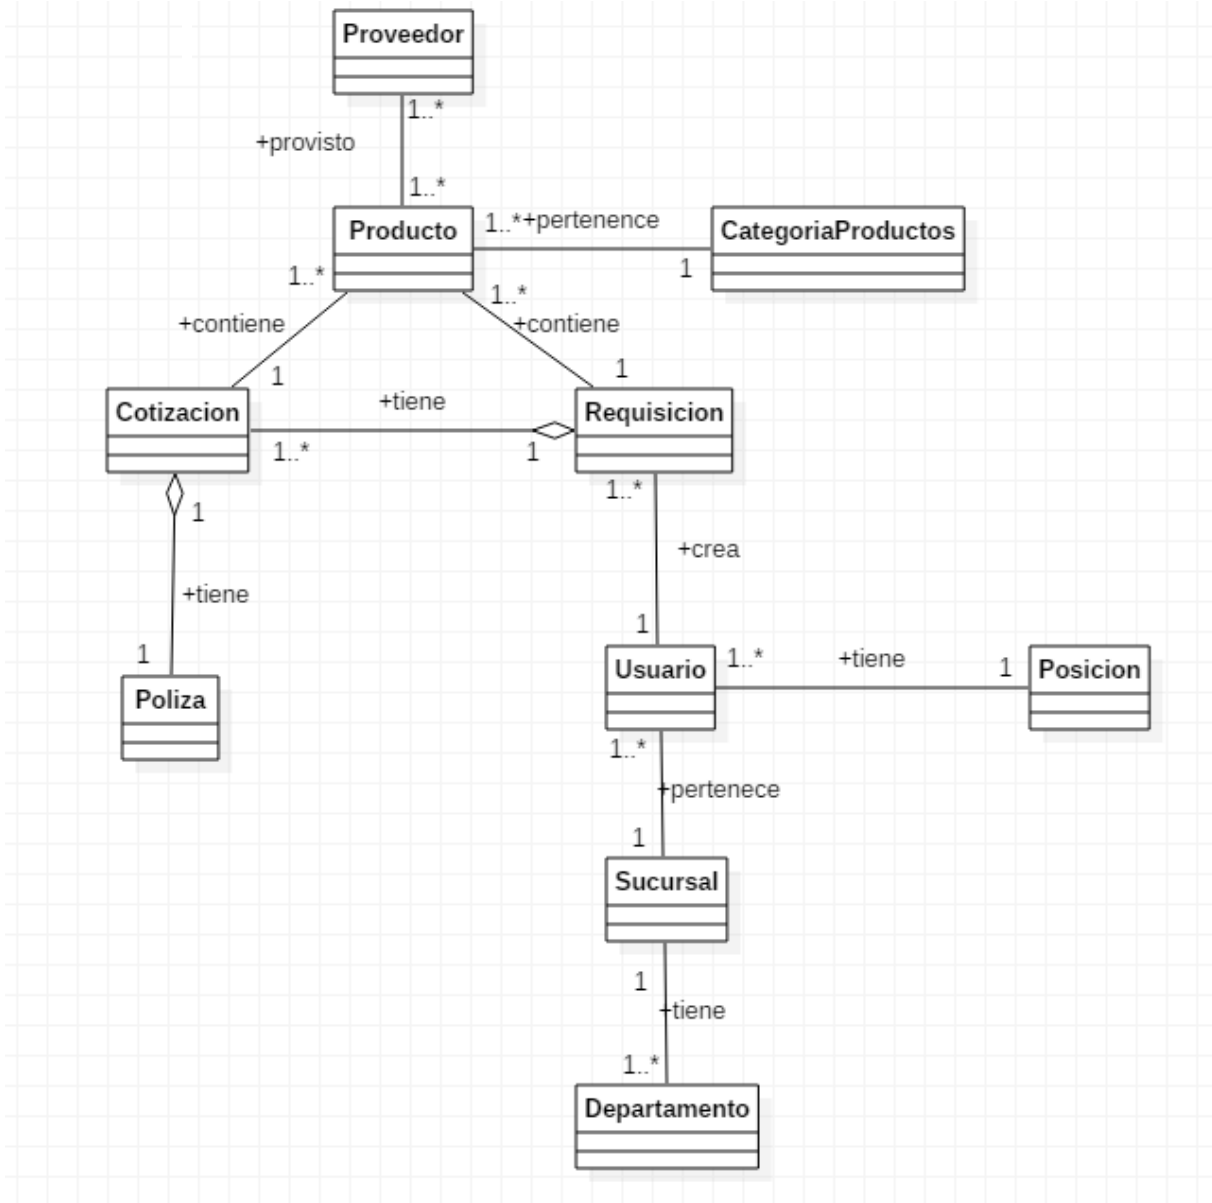 Proveedor
1..*
+provisto
1..*
Producto
1..*
+pertenence
CategoriaProductos
1
1..*
1..*
+contiene
+contiene
1
1
Cotizacion
+tiene
Requisicion
1..*
1
1..*
1
+crea
+tiene
1
1
Poliza
Usuario
1..*
+tiene
1
Posicion
1..*
+pertenece
1
Sucursal
1
+tiene
1..*
Departamento